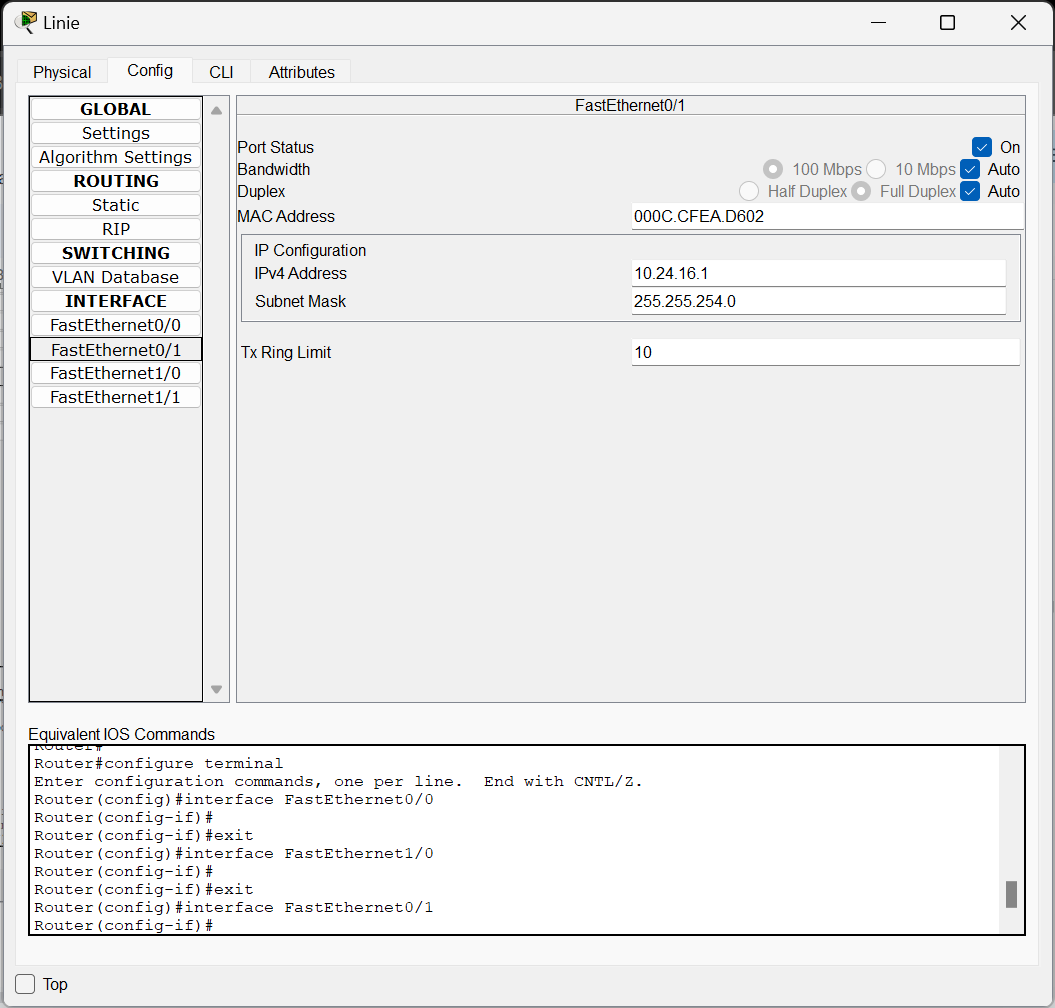 Linie
Physical Config CLI Attributes
GLOBAL
Settings
Algorithm Settings
ROUTING
Static
RIP
SWITCHING
VLAN Database
INTERFACE
FastEthernet0/0
FastEthernet0/1
FastEthernet1/0
FastEthernet1/1
FastEthernet0/1
Port Status On
Bandwidth 100 Mbps 10 Mbps Auto
Duplex Half Duplex Full Duplex Auto
MAC Address 000C.CFEA.D602
IP Configuration
IPv4 Address 10.24.16.1
Subnet Mask 255.255.254.0
Tx Ring Limit 10
Equivalent IOS Commands
Router#
Router#configure terminal
Enter configuration commands, one per line. End with CNTL/Z.
Router(config)#interface FastEthernet0/0
Router(config-if)#
Router(config-if)#exit
Router(config)#interface FastEthernet1/0
Router(config-if)#
Router(config-if)#exit
Router(config)#interface FastEthernet0/1
Router(config-if)#
Top